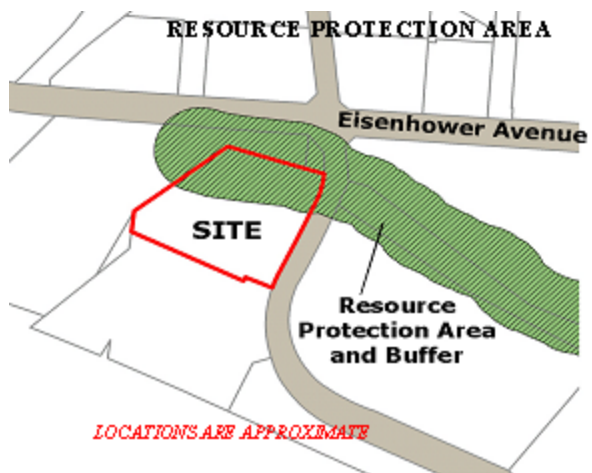 RESOURCE PROTECTION AREA
Eisenhower Avenue
SITE
Resource
Protection Area
and Buffer
LOCATIONS ARE APPROXIMATE